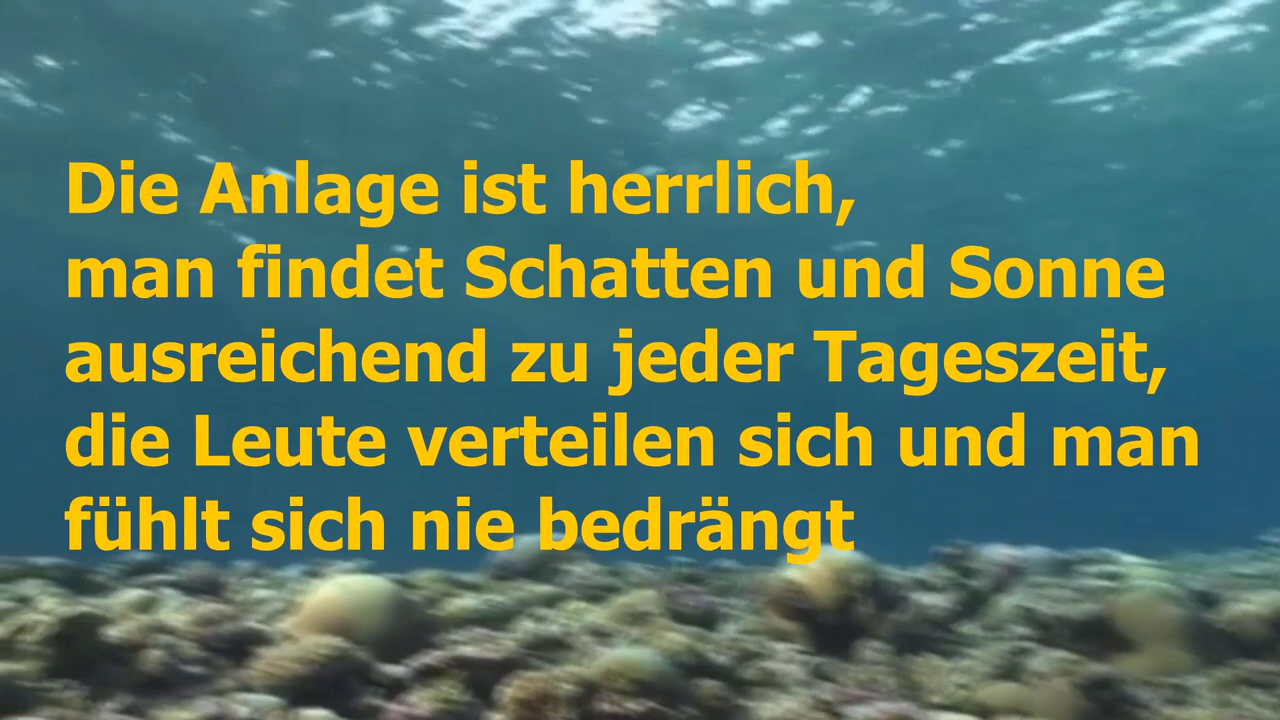 Die Anlage ist herrlich,
man findet Schatten und Sonne
ausreichend zu jeder Tageszeit,
die Leute verteilen sich und man
fühlt sich nie bedrängt